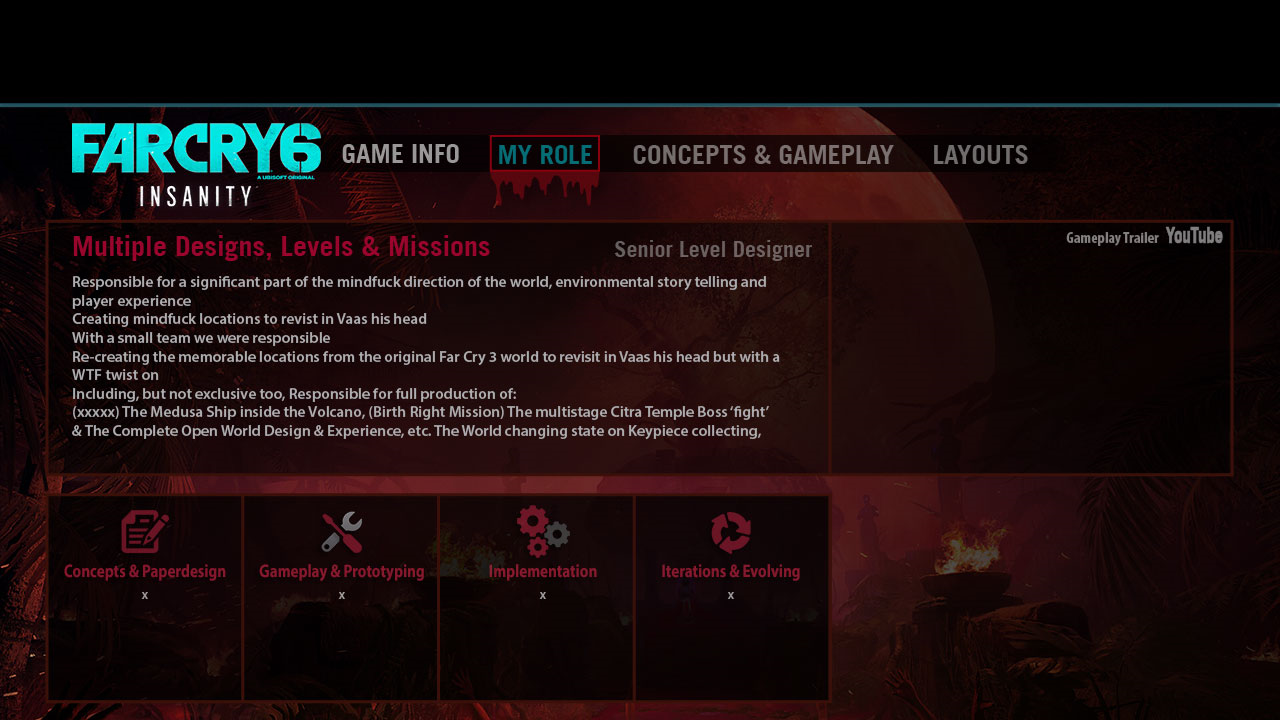 FARCRY6
A UBISOFT ORIGINAL
INSANITY
GAME INFO
MY ROLE
CONCEPTS & GAMEPLAY
LAYOUTS
Multiple Designs, Levels & Missions
Senior Level Designer
Gameplay Trailer YouTube
Responsible for a significant part of the mindfuck direction of the world, environmental story telling and
player experience
Creating mindfuck locations to revist in Vaas his head
With a small team we were responsible
Re-creating the memorable locations from the original Far Cry 3 world to revisit in Vaas his head but with a
WTF twist on
Including, but not exclusive too, Responsible for full production of:
(xxxxx) The Medusa Ship inside the Volcano, (Birth Right Mission) The multistage Citra Temple Boss ‘fight’
& The Complete Open World Design & Experience, etc. The World changing state on Keypiece collecting,
Concepts & Paperdesign
x
Gameplay & Prototyping
x
Implementation
x
Iterations & Evolving
x